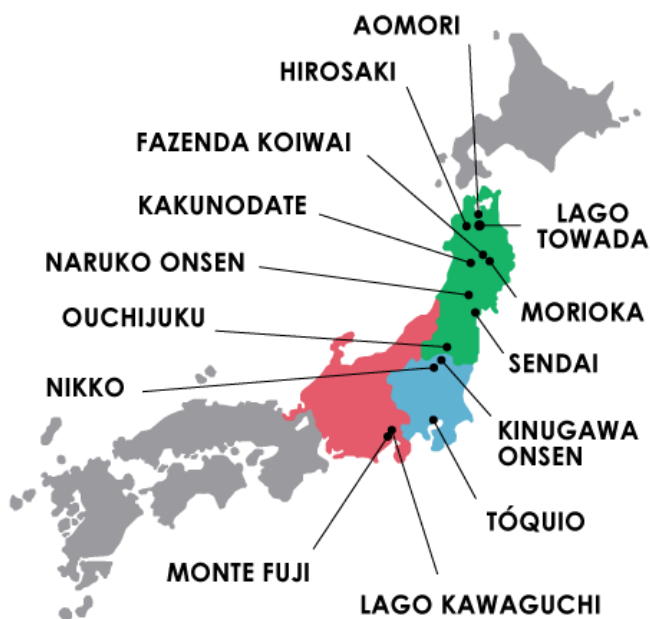 AOMORI
HIROSAKI
FAZENDA KOIWAI
KAKUNODATE
LAGO
TOWADA
NARUKO ONSEN
MORIOKA
OUCHIJUKU
SENDAI
NIKKO
KINUGAWA
ONSEN
TÓQUIO
MONTE FUJI
LAGO KAWAGUCHI